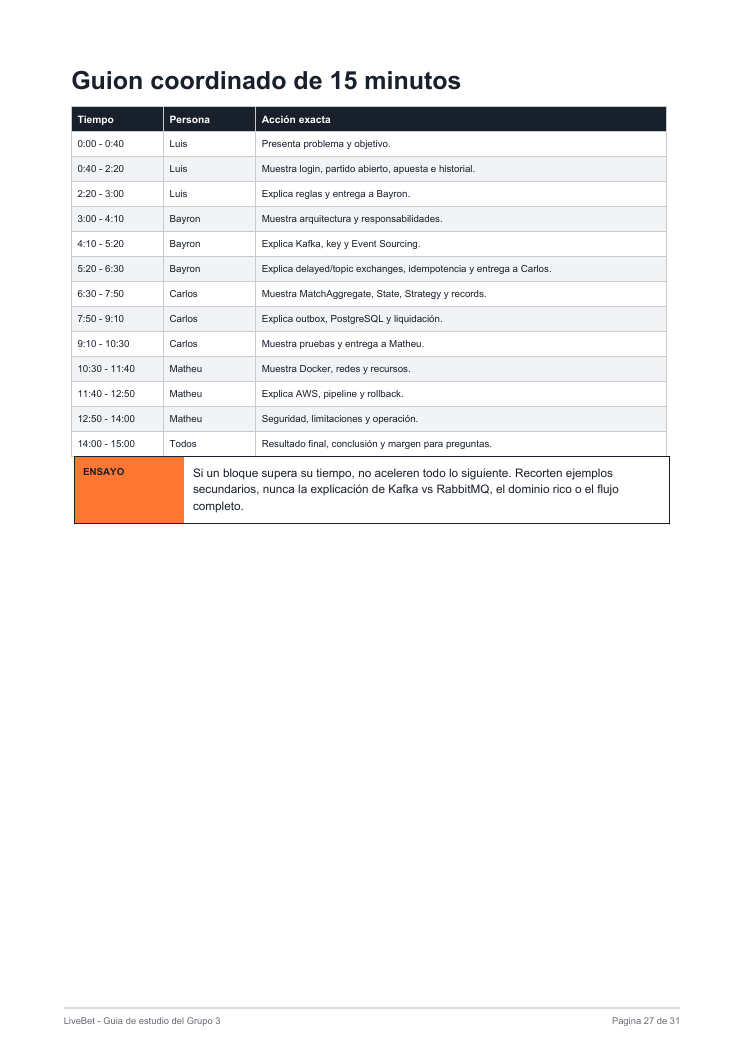 Guion coordinado de 15 minutos
Tiempo Persona Acción exacta
0:00 - 0:40 Luis Presenta problema y objetivo.
0:40 - 2:20 Luis Muestra login, partido abierto, apuesta e historial.
2:20 - 3:00 Luis Explica reglas y entrega a Bayron.
3:00 - 4:10 Bayron Muestra arquitectura y responsabilidades.
4:10 - 5:20 Bayron Explica Kafka, key y Event Sourcing.
5:20 - 6:30 Bayron Explica delayed/topic exchanges, idempotencia y entrega a Carlos.
6:30 - 7:50 Carlos Muestra MatchAggregate, State, Strategy y records.
7:50 - 9:10 Carlos Explica outbox, PostgreSQL y liquidación.
9:10 - 10:30 Carlos Muestra pruebas y entrega a Matheu.
10:30 - 11:40 Matheu Muestra Docker, redes y recursos.
11:40 - 12:50 Matheu Explica AWS, pipeline y rollback.
12:50 - 14:00 Matheu Seguridad, limitaciones y operación.
14:00 - 15:00 Todos Resultado final, conclusión y margen para preguntas.
ENSAYO Si un bloque supera su tiempo, no aceleren todo lo siguiente. Recorten ejemplos
secundarios, nunca la explicación de Kafka vs RabbitMQ, el dominio rico o el flujo
completo.
LiveBet - Guia de estudio del Grupo 3 Pagina 27 de 31